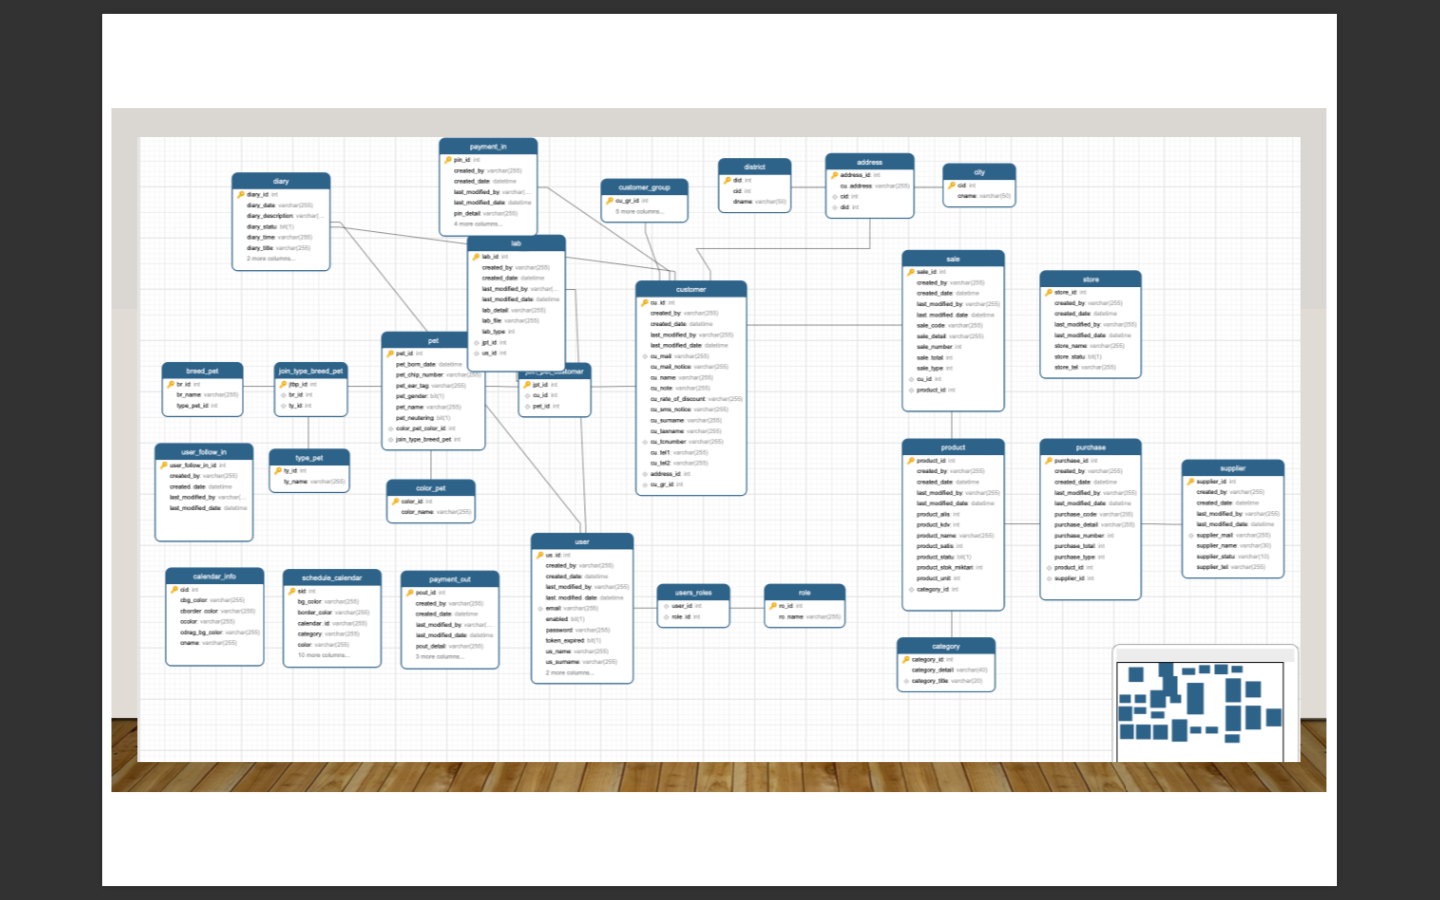 payment_in
pin_id int
created_by varchar(255)
created_date datetime
last_modified_by varchar(...
last_modified_date datetime
pin_detail varchar(255)
4 more columns...
diary
diary_id int
diary_date varchar(255)
diary_description varchar(...
diary_statu bit(1)
diary_time varchar(255)
diary_title varchar(255)
2 more columns...
customer_group
cu_gr_id int
5 more columns...
district
did int
cid int
dname varchar(50)
address
address_id int
cu_address varchar(255)
cid int
did int
city
cid int
cname varchar(50)
lab
lab_id int
created_by varchar(255)
created_date datetime
last_modified_by varchar(...
last_modified_date datetime
lab_detail varchar(255)
lab_file varchar(255)
lab_type int
jpt_id int
us_id int
customer
cu_id int
created_by varchar(255)
created_date datetime
last_modified_by varchar(255)
last_modified_date datetime
cu_mail varchar(255)
cu_mail_notice varchar(255)
cu_name varchar(255)
cu_note varchar(255)
cu_rate_of_discount varchar(255)
cu_sms_notice varchar(255)
cu_surname varchar(255)
cu_taxname varchar(255)
cu_tcnumber varchar(255)
cu_tel1 varchar(255)
cu_tel2 varchar(255)
address_id int
cu_gr_id int
sale
sale_id int
created_by varchar(255)
created_date datetime
last_modified_by varchar(255)
last_modified_date datetime
sale_code varchar(255)
sale_detail varchar(255)
sale_number int
sale_total int
sale_type int
cu_id int
product_id int
store
store_id int
created_by varchar(255)
created_date datetime
last_modified_by varchar(255)
last_modified_date datetime
store_name varchar(255)
store_statu bit(1)
store_tel varchar(255)
pet
pet_id int
pet_born_date datetime
pet_chip_number varchar(255)
pet_ear_tag varchar(255)
pet_gender bit(1)
pet_name varchar(255)
pet_neutering bit(1)
color_pet_color_id int
join_type_breed_pet int
breed_pet
br_id int
br_name varchar(255)
type_pet_id int
join_type_breed_pet
jtbp_id int
br_id int
ty_id int
join_pet_customer
jpt_id int
cu_id int
pet_id int
user_follow_in
user_follow_in_id int
created_by varchar(255)
created_date datetime
last_modified_by varchar(...
last_modified_date datetime
type_pet
ty_id int
ty_name varchar(255)
color_pet
color_id int
color_name varchar(255)
product
product_id int
created_by varchar(255)
created_date datetime
last_modified_by varchar(255)
last_modified_date datetime
product_alis int
product_kdv int
product_name varchar(255)
product_satis int
product_statu bit(1)
product_stok_miktari int
product_unit int
category_id int
purchase
purchase_id int
created_by varchar(255)
created_date datetime
last_modified_by varchar(255)
last_modified_date datetime
purchase_code varchar(255)
purchase_detail varchar(255)
purchase_number int
purchase_total int
purchase_type int
product_id int
supplier_id int
supplier
supplier_id int
created_by varchar(255)
created_date datetime
last_modified_by varchar(255)
last_modified_date datetime
supplier_mail varchar(255)
supplier_name varchar(30)
supplier_statu varchar(10)
supplier_tel varchar(255)
calendar_info
cid int
cbg_color varchar(255)
cborder_color varchar(255)
ccolor varchar(255)
cdrag_bg_color varchar(255)
cname varchar(255)
schedule_calendar
sid int
bg_color varchar(255)
border_color varchar(255)
calendar_id varchar(255)
category varchar(255)
color varchar(255)
10 more columns...
payment_out
pout_id int
created_by varchar(255)
created_date datetime
last_modified_by varchar(...
last_modified_date datetime
pout_detail varchar(255)
3 more columns...
user
us_id int
created_by varchar(255)
created_date datetime
last_modified_by varchar(255)
last_modified_date datetime
email varchar(255)
enabled bit(1)
password varchar(255)
token_expired bit(1)
us_name varchar(255)
us_surname varchar(255)
2 more columns...
users_roles
user_id int
role_id int
role
ro_id int
ro_name varchar(255)
category
category_id int
category_detail varchar(40)
category_title varchar(20)